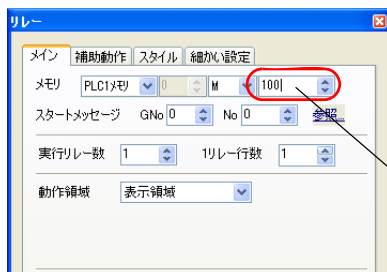 リレー
メイン 補助動作 スタイル 細かい設定
メモリ PLC1メモリ 0 M 100
スタートメッセージ GNo 0 No 0 参照...
実行リレー数 1 1リレー行数 1
動作領域 表示領域